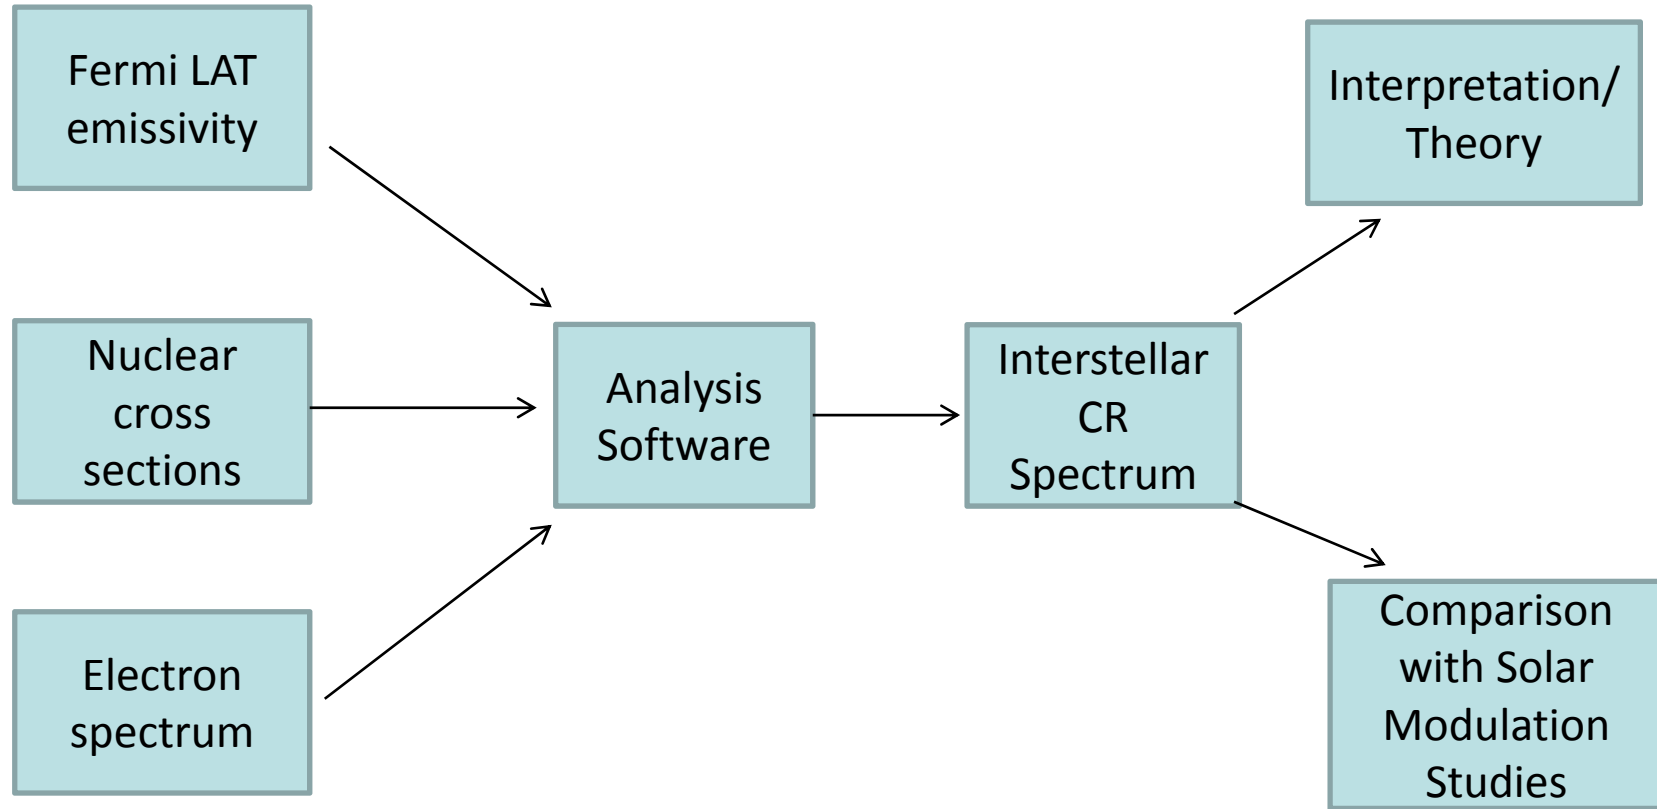 Fermi LAT
emissivity
Nuclear
cross
sections
Electron
spectrum
Analysis
Software
Interstellar
CR
Spectrum
Interpretation/
Theory
Comparison
with Solar
Modulation
Studies